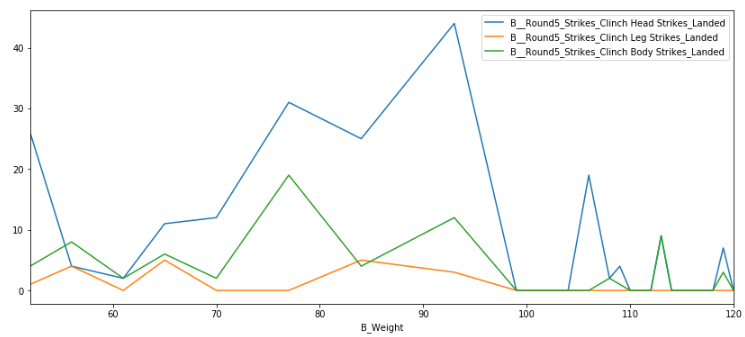 B__Round5_Strikes_Clinch Head Strikes_Landed
B__Round5_Strikes_Clinch Leg Strikes_Landed
B__Round5_Strikes_Clinch Body Strikes_Landed
40
30
20
10
0
60 70 80 90 100 110 120
B_Weight